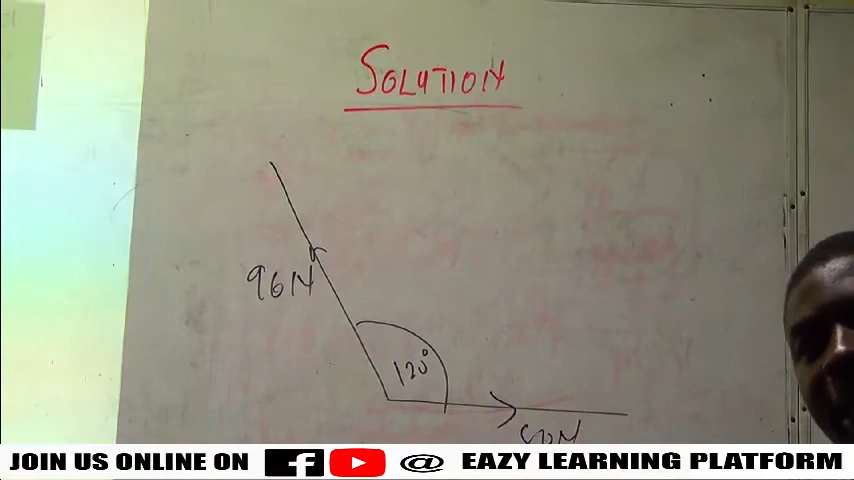 SOLUTION
96N
120°
JOIN US ONLINE ON @ EAZY LEARNING PLATFORM